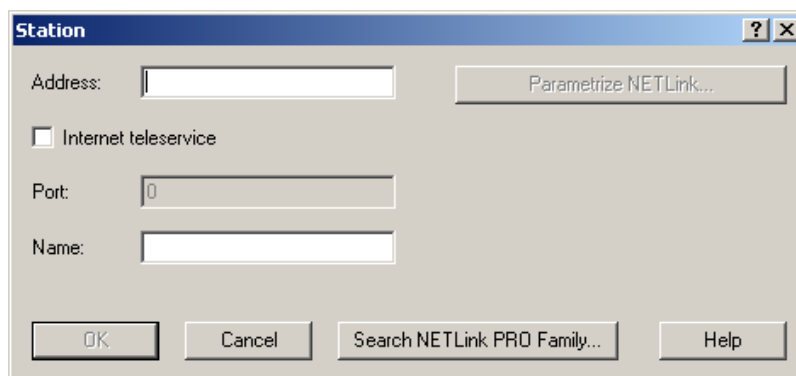 Station
Address:
Parametrize NETLink...
Internet teleservice
Port:
0
Name:
OK
Cancel
Search NETLink PRO Family...
Help